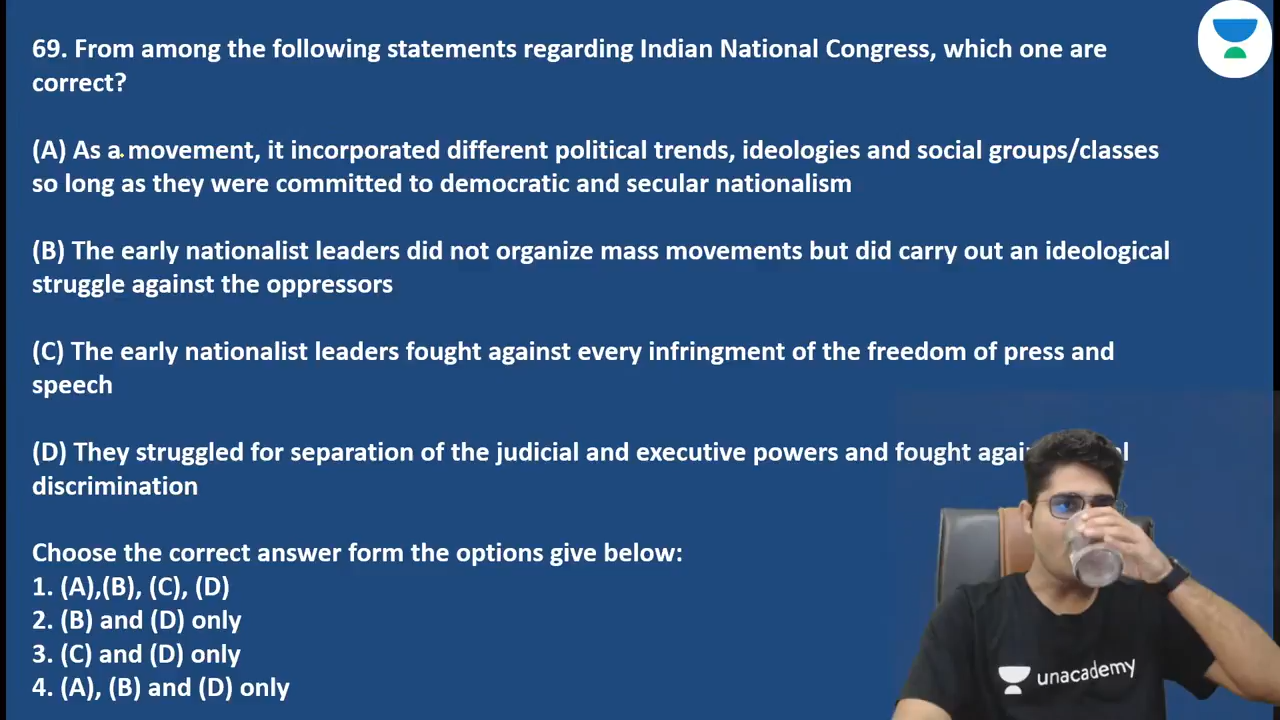 69. From among the following statements regarding Indian National Congress, which one are
correct?
(A) As a movement, it incorporated different political trends, ideologies and social groups/classes
so long as they were committed to democratic and secular nationalism
(B) The early nationalist leaders did not organize mass movements but did carry out an ideological
struggle against the oppressors
(C) The early nationalist leaders fought against every infringment of the freedom of press and
speech
(D) They struggled for separation of the judicial and executive powers and fought
discrimination
Choose the correct answer form the options give below:
1. (A),(B), (C), (D)
2. (B) and (D) only
3. (C) and (D) only
4. (A), (B) and (D) only
unacademy